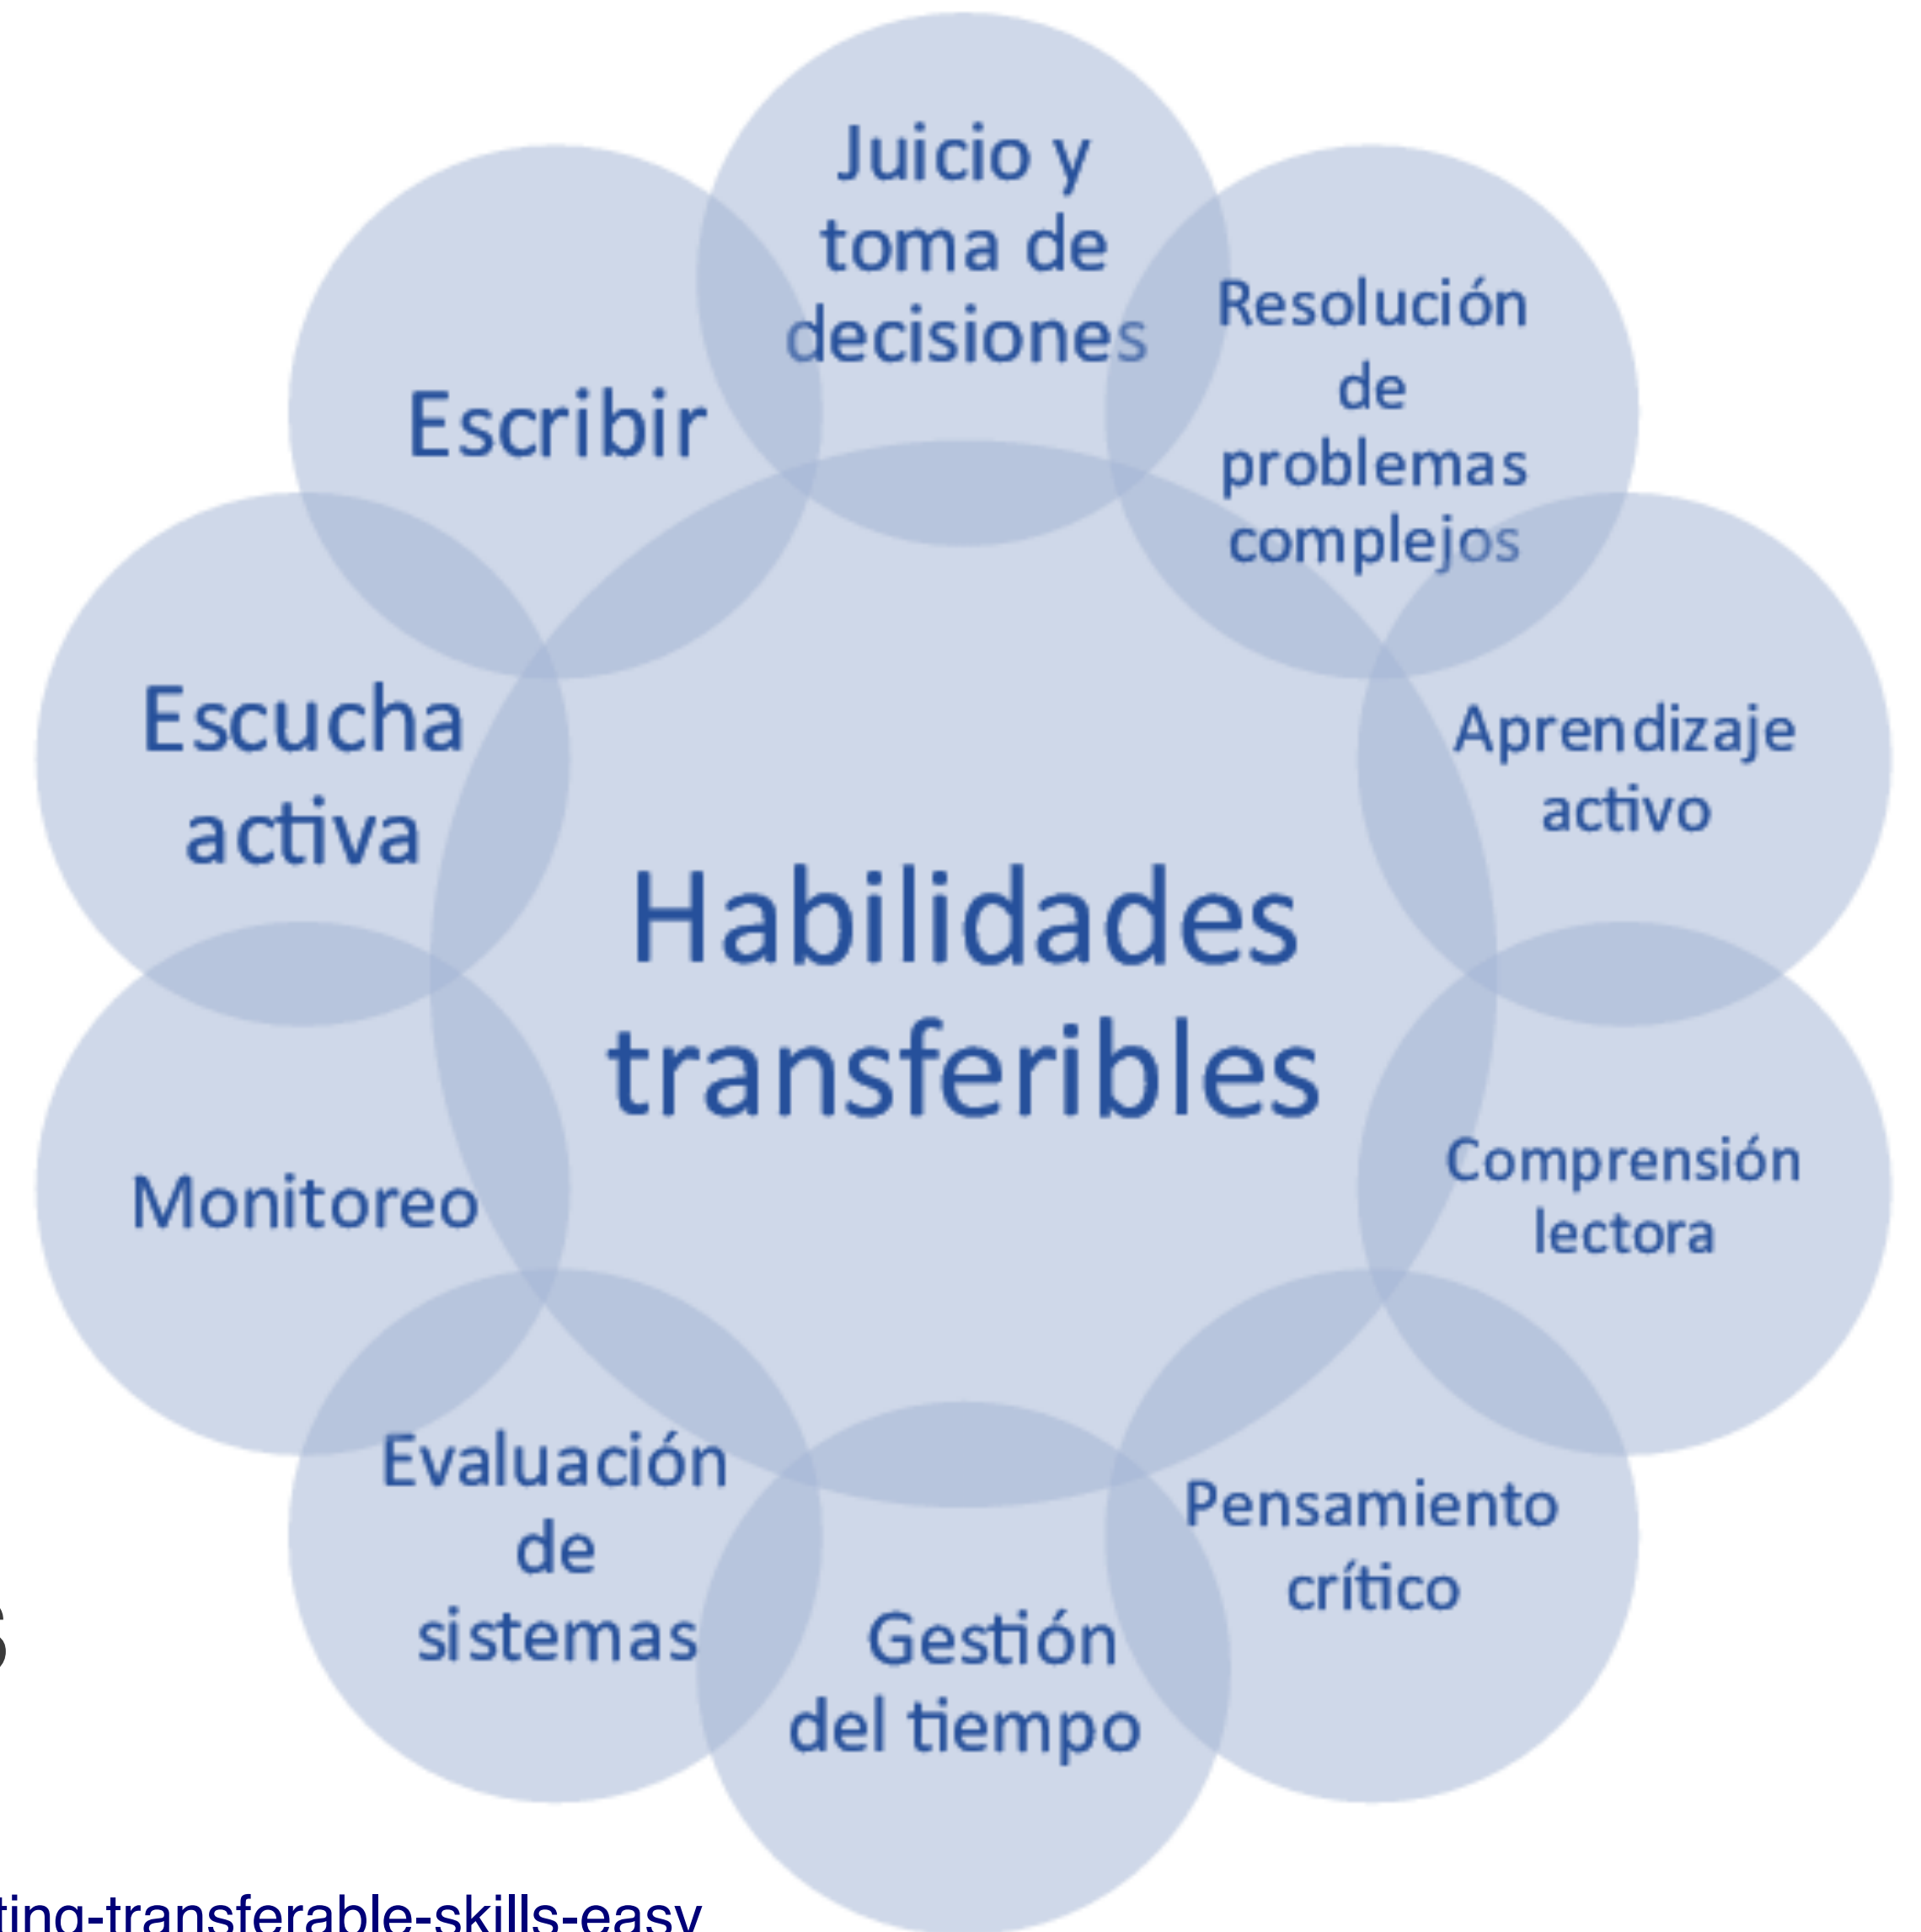 Juicio y
toma de
decisiones
Resolución
de
problemas
complejos
Aprendizaje
activo
Comprensión
lectora
Pensamiento
crítico
Gestión
del tiempo
Evaluación
de
sistemas
Monitoreo
Escucha
activa
Escribir
Habilidades
transferibles
s
ting-transferable-skills-easy